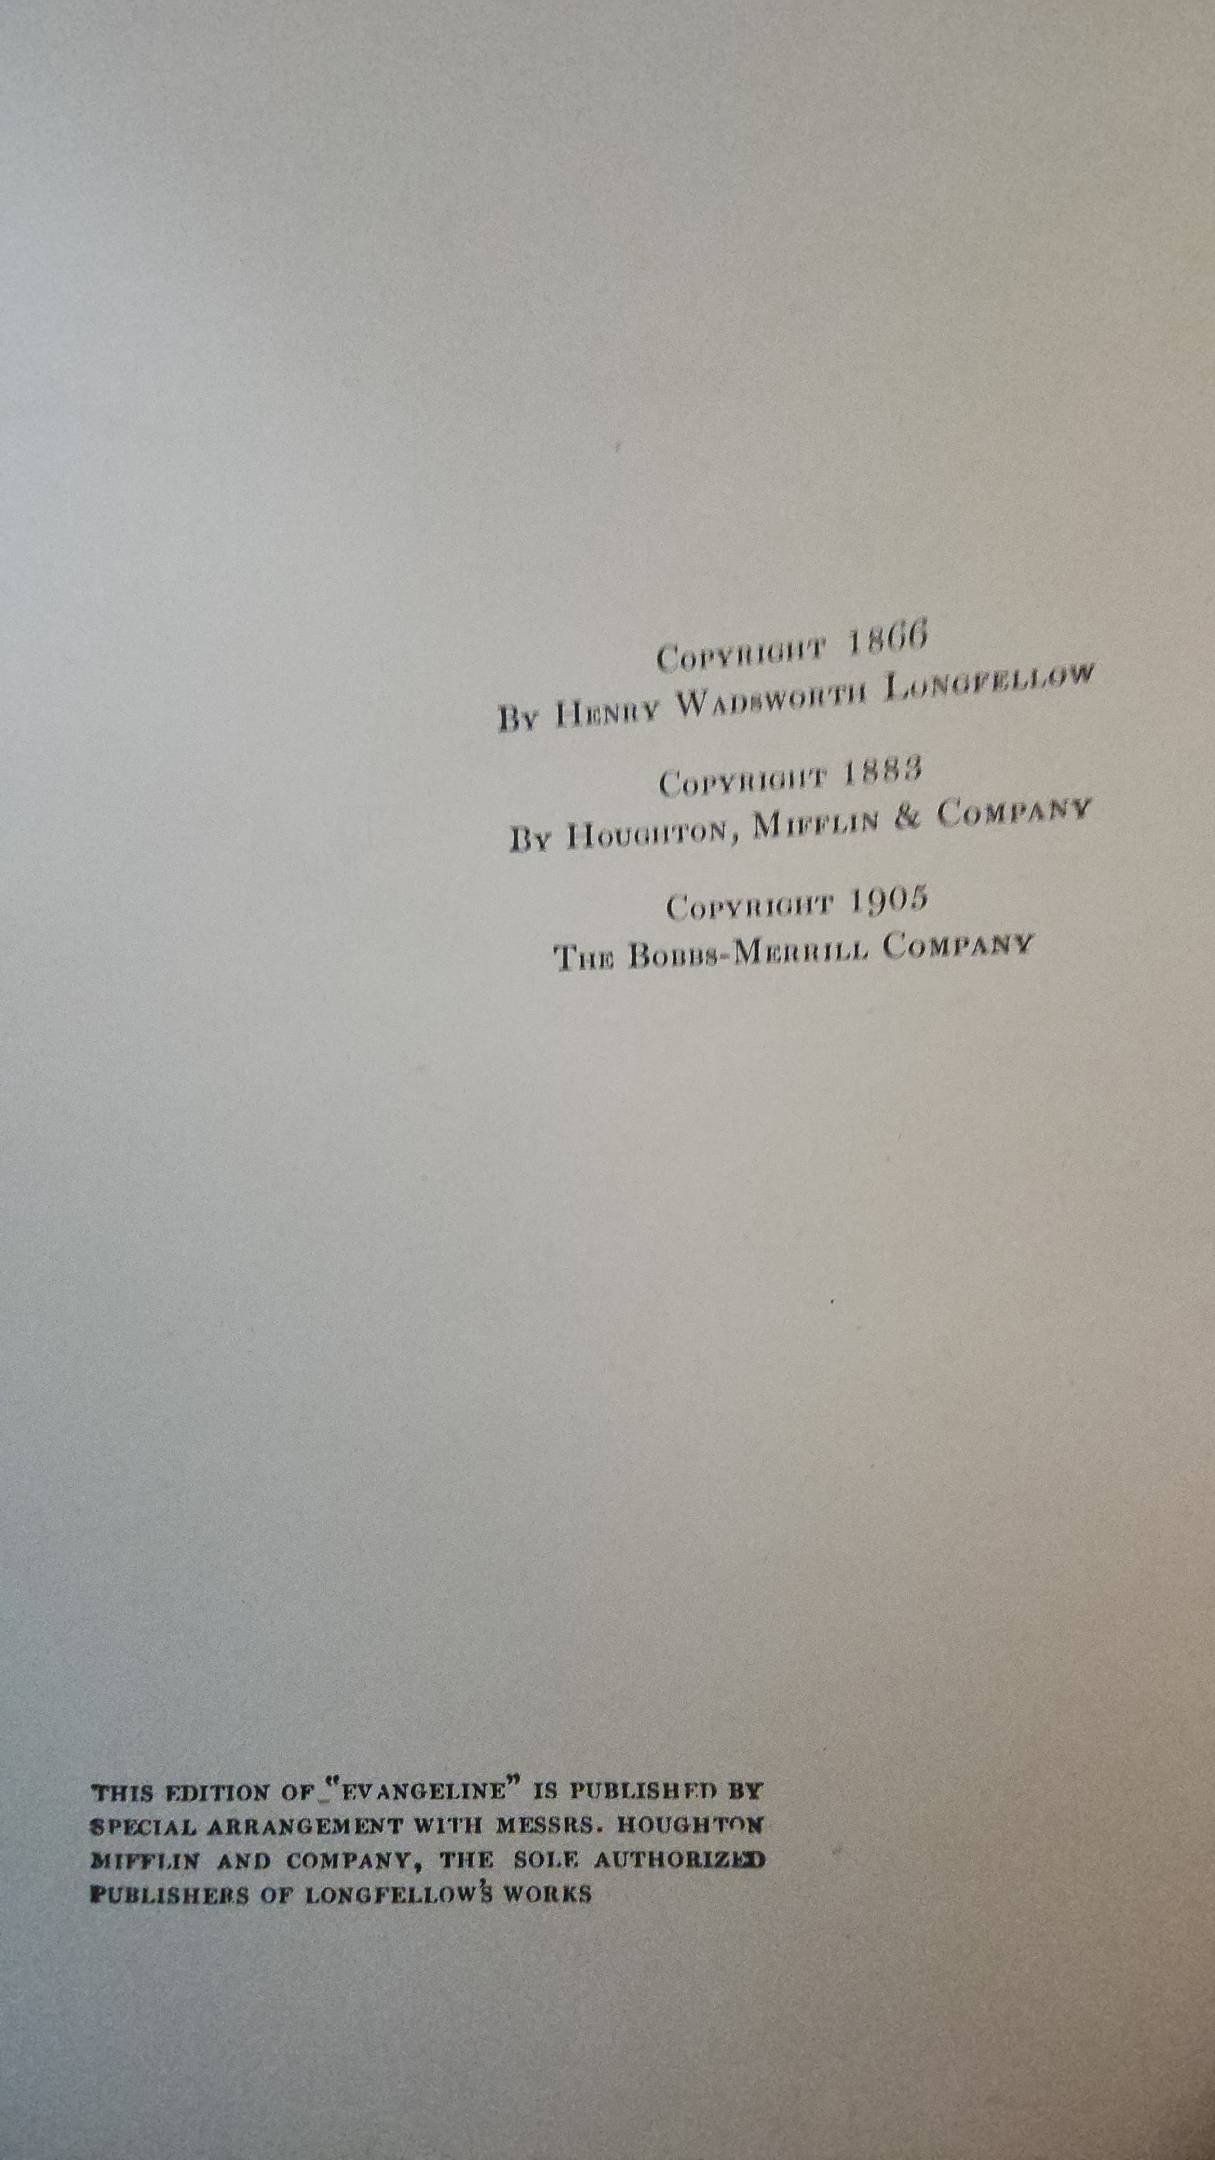 Copyright 1866
By Henry Wadsworth Longfellow
Copyright 1883
By Houghton, Mifflin & Company
Copyright 1905
The Bobbs-Merrill Company
THIS EDITION OF "EVANGELINE" IS PUBLISHED BY
SPECIAL ARRANGEMENT WITH MESSRS. HOUGHTON
MIFFLIN AND COMPANY, THE SOLE AUTHORIZED
PUBLISHERS OF LONGFELLOW'S WORKS